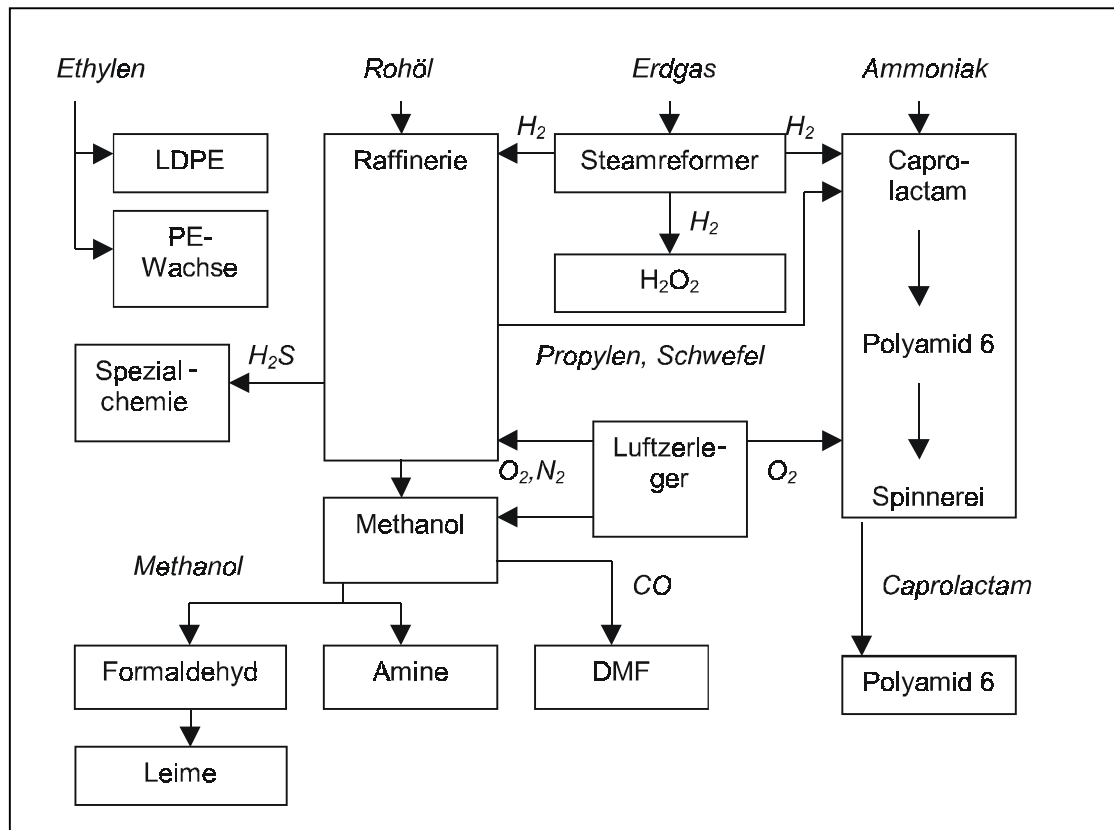 Ethylen
Rohöl
Erdgas
Ammoniak
H₂
H₂
LDPE
Raffinerie
Steamreformer
Capro-
lactam
PE-
Wachse
H₂
H₂O₂
H₂S
Propylen, Schwefel
Polyamid 6
Spezial-
chemie
Luftzerle-
ger
O₂,N₂
O₂
Spinnerei
Methanol
Methanol
CO
Caprolactam
Formaldehyd
Amine
DMF
Polyamid 6
Leime